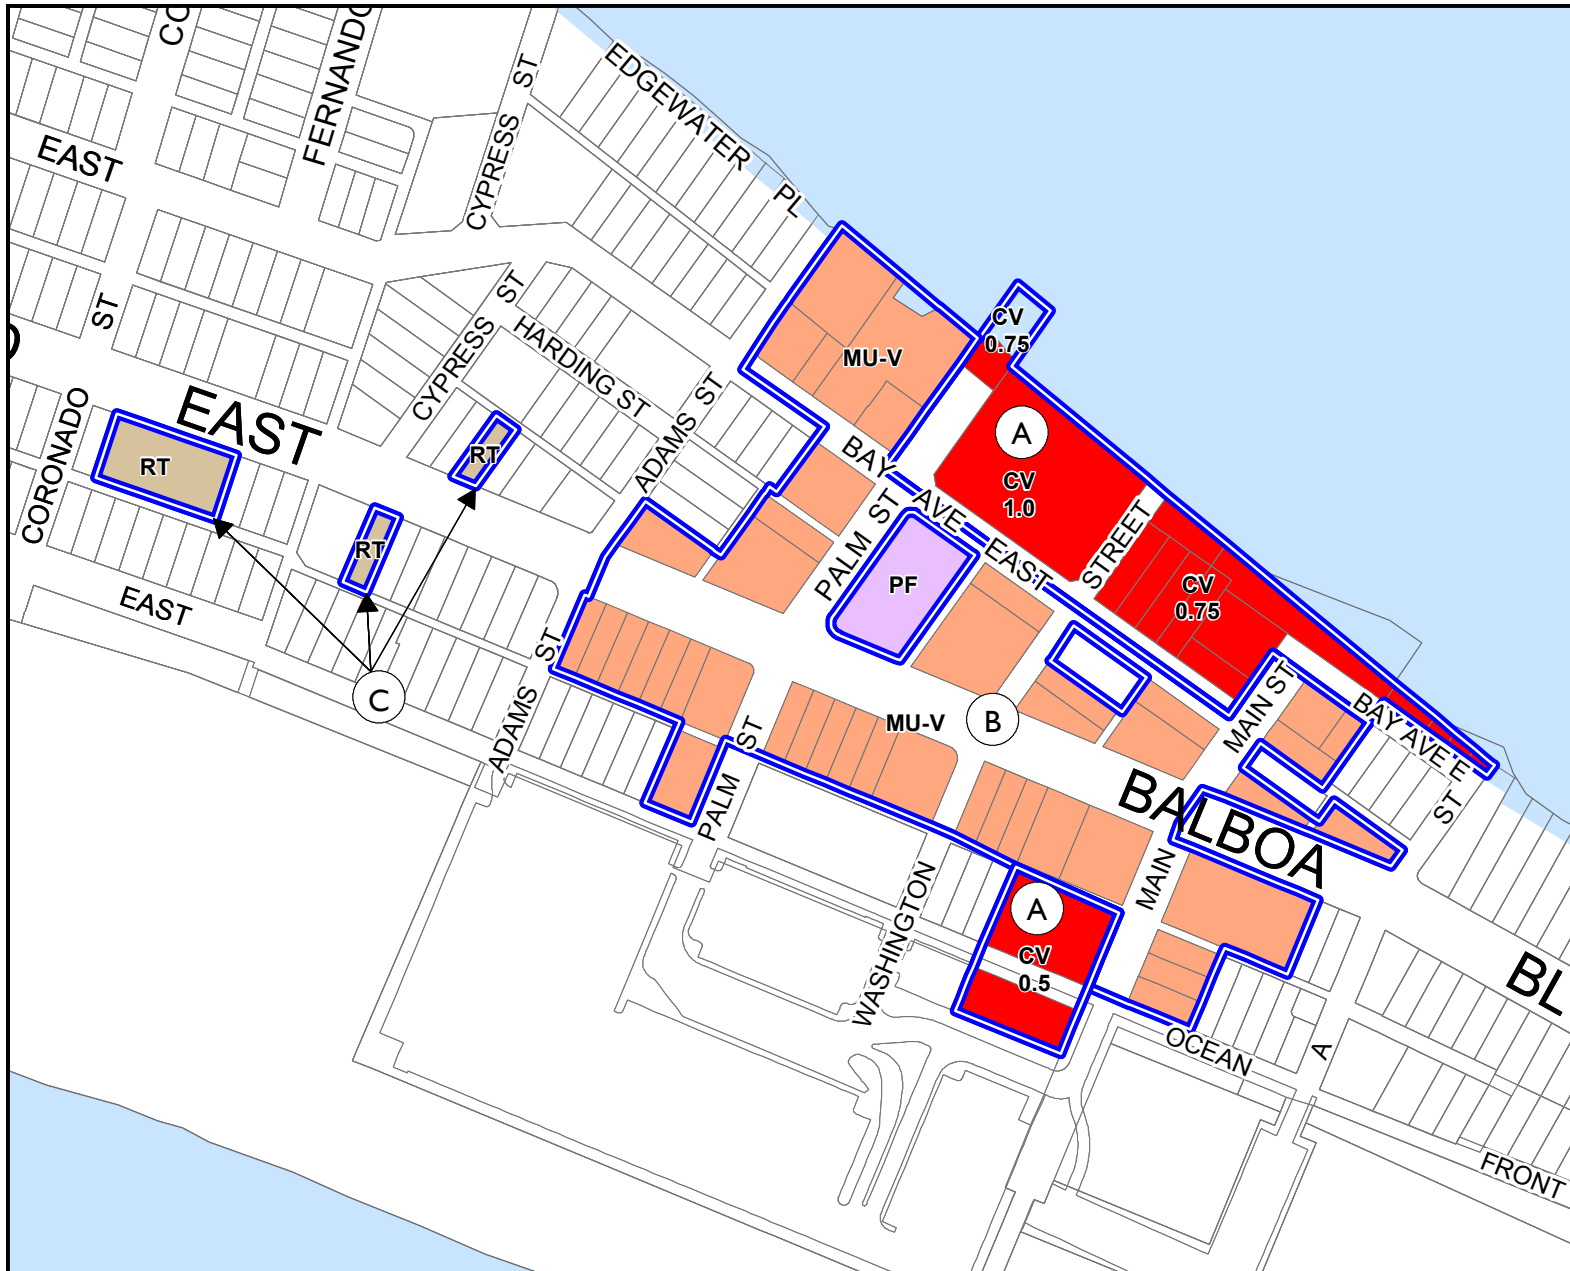 CO
FERNANDO
CYPRESS ST
EDGEWATER PL
EAST
ST
CYPRESS ST
HARDING ST
ADAMS ST
CORONADO
EAST
RT
RT
RT
EAST
C
MU-V
CV
0.75
A
CV
1.0
BAY AVE EAST
PALM ST
PF
STREET
CV
0.75
MAIN ST
BAY AVE E
ST
ADAMS ST
MU-V
B
PALM ST
BALBOA
MAIN
WASHINGTON
A
CV
0.5
BL
OCEAN
A
FRONT